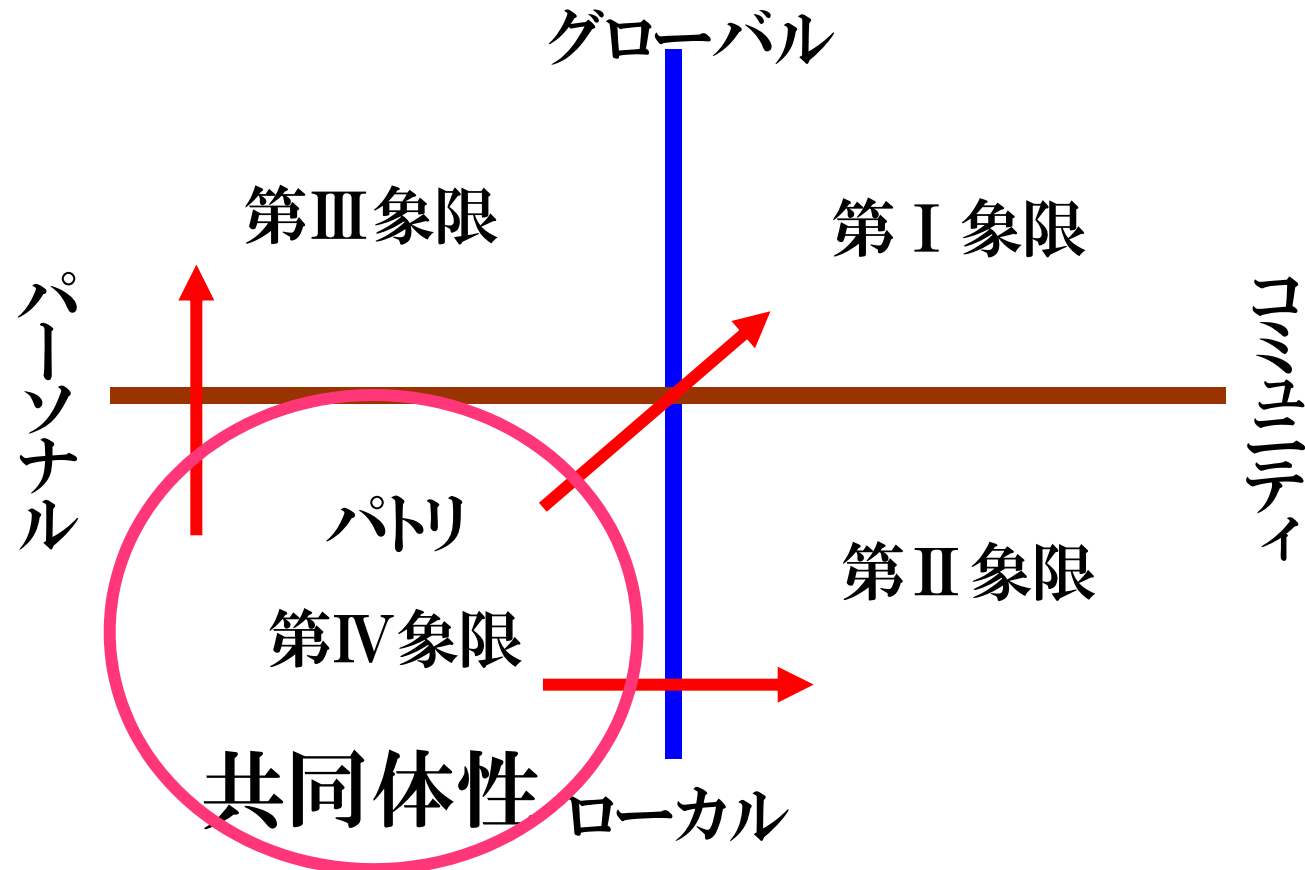 グローバル
第Ⅲ象限
第Ⅰ象限
パーソナル
コミュニティ
パトリ
第Ⅱ象限
第Ⅳ象限
共同体性
ローカル